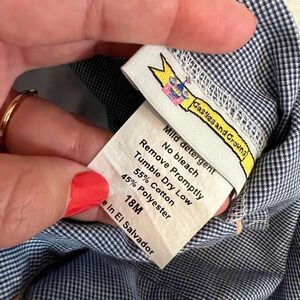 Castles and Crowns
Mild detergent
No bleach
Remove Promptly
Tumble Dry Low
55% Cotton
45% Polyester
18M
in El Salvador